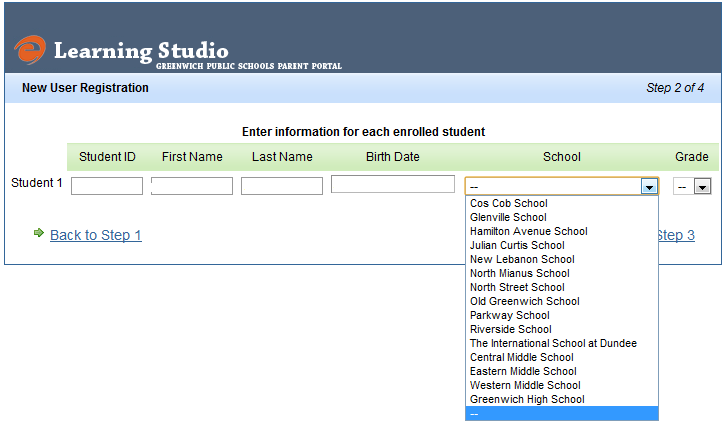 Learning Studio
GREENWICH PUBLIC SCHOOLS PARENT PORTAL
New User Registration
Step 2 of 4
Enter information for each enrolled student
Student ID First Name Last Name Birth Date School Grade
Student 1 -- --
Cos Cob School
Glenville School
Hamilton Avenue School
Julian Curtis School
New Lebanon School
North Mianus School
North Street School
Old Greenwich School
Parkway School
Riverside School
The International School at Dundee
Central Middle School
Eastern Middle School
Western Middle School
Greenwich High School
--
Back to Step 1
Step 3